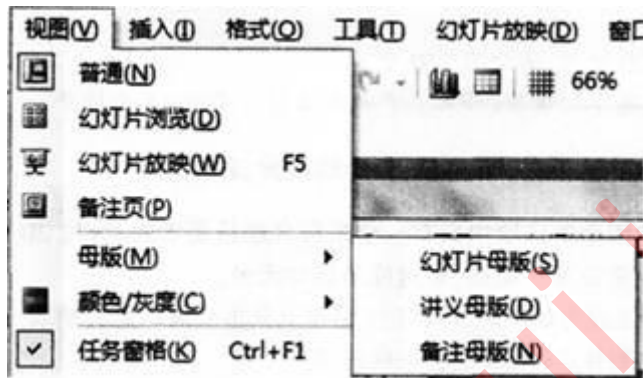 视图(V) 插入(I) 格式(O) 工具(T) 幻灯片放映(D)
普通(N)
66%
幻灯片浏览(D)
幻灯片放映(W) F5
备注页(P)
母版(M)
幻灯片母版(S)
颜色/灰度(C)
讲义母版(D)
任务窗格(K) Ctrl+F1
备注母版(N)